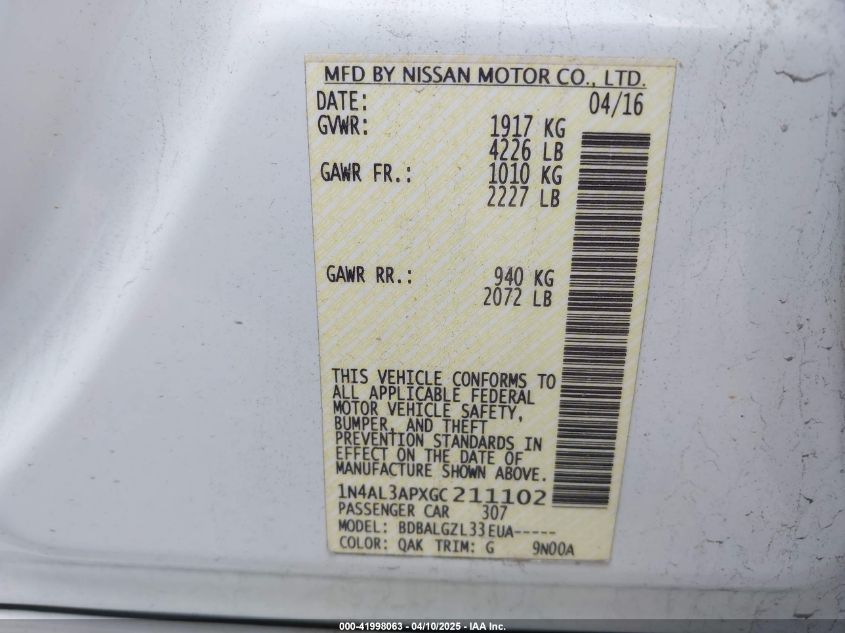 MFD BY NISSAN MOTOR CO., LTD.
DATE: 04/16
GVWR: 1917 KG
4226 LB
GAWR FR.: 1010 KG
2227 LB
GAWR RR.: 940 KG
2072 LB
THIS VEHICLE CONFORMS TO
ALL APPLICABLE FEDERAL
MOTOR VEHICLE SAFETY,
BUMPER, AND THEFT
PREVENTION STANDARDS IN
EFFECT ON THE DATE OF
MANUFACTURE SHOWN ABOVE.
1N4AL3APXGC211102
PASSENGER CAR 307
MODEL: BDBALGZL33EUA-----
COLOR: QAK TRIM: G 9N00A
000-41998063 - 04/10/2025 - IAA Inc.